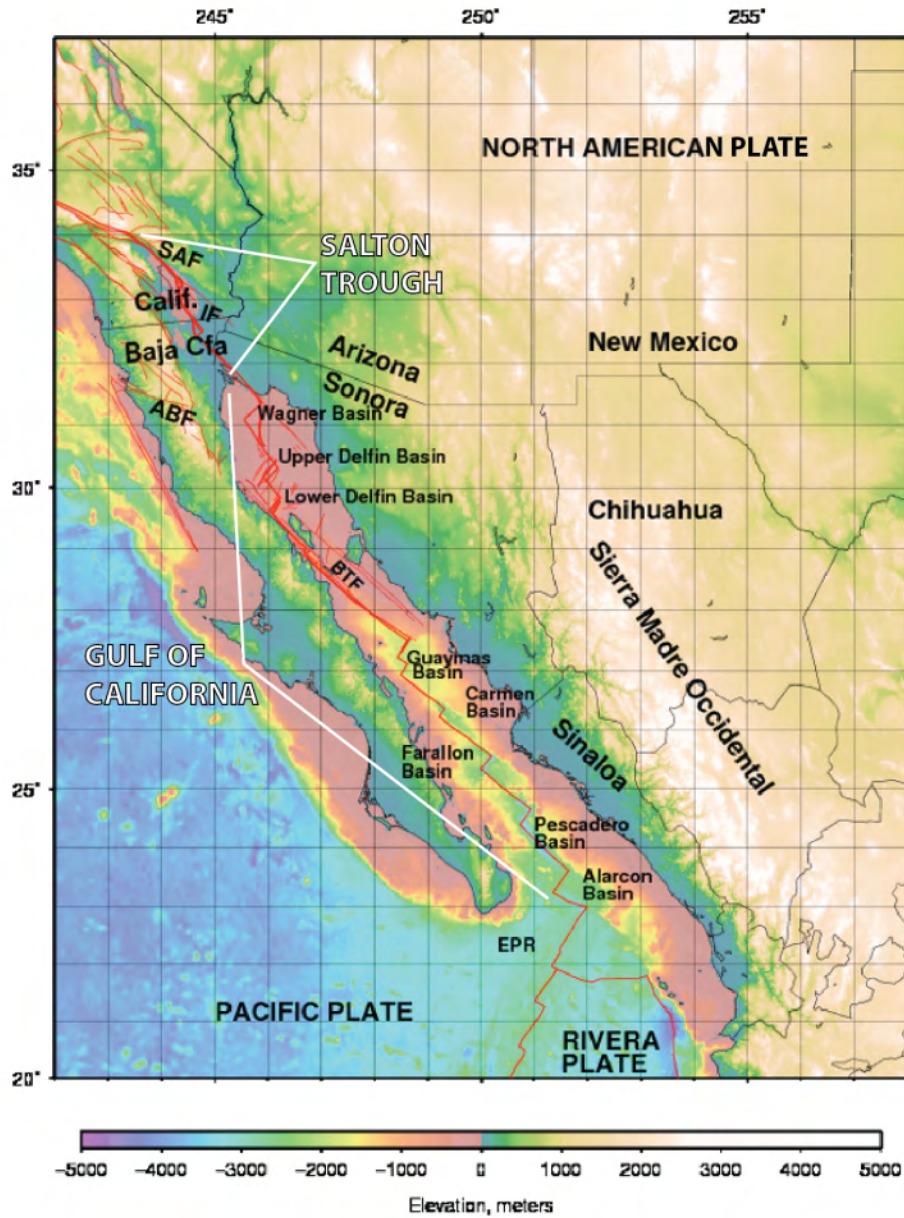 245° 250° 255°
35°
30°
25°
20°
NORTH AMERICAN PLATE
SALTON
TROUGH
SAF
Calif.
IF
Baja Cfa
ABF
Arizona
Sonora
New Mexico
Wagner Basin
Upper Delfin Basin
Lower Delfin Basin
Chihuahua
BTF
Sierra Madre Occidental
GULF OF
CALIFORNIA
Guaymas
Basin
Carmen
Basin
Farallon
Basin
Sinaloa
Pescadero
Basin
Alarcon
Basin
EPR
PACIFIC PLATE
RIVERA
PLATE
−5000 −4000 −3000 −2000 −1000 0 1000 2000 3000 4000 5000
Elevation, meters